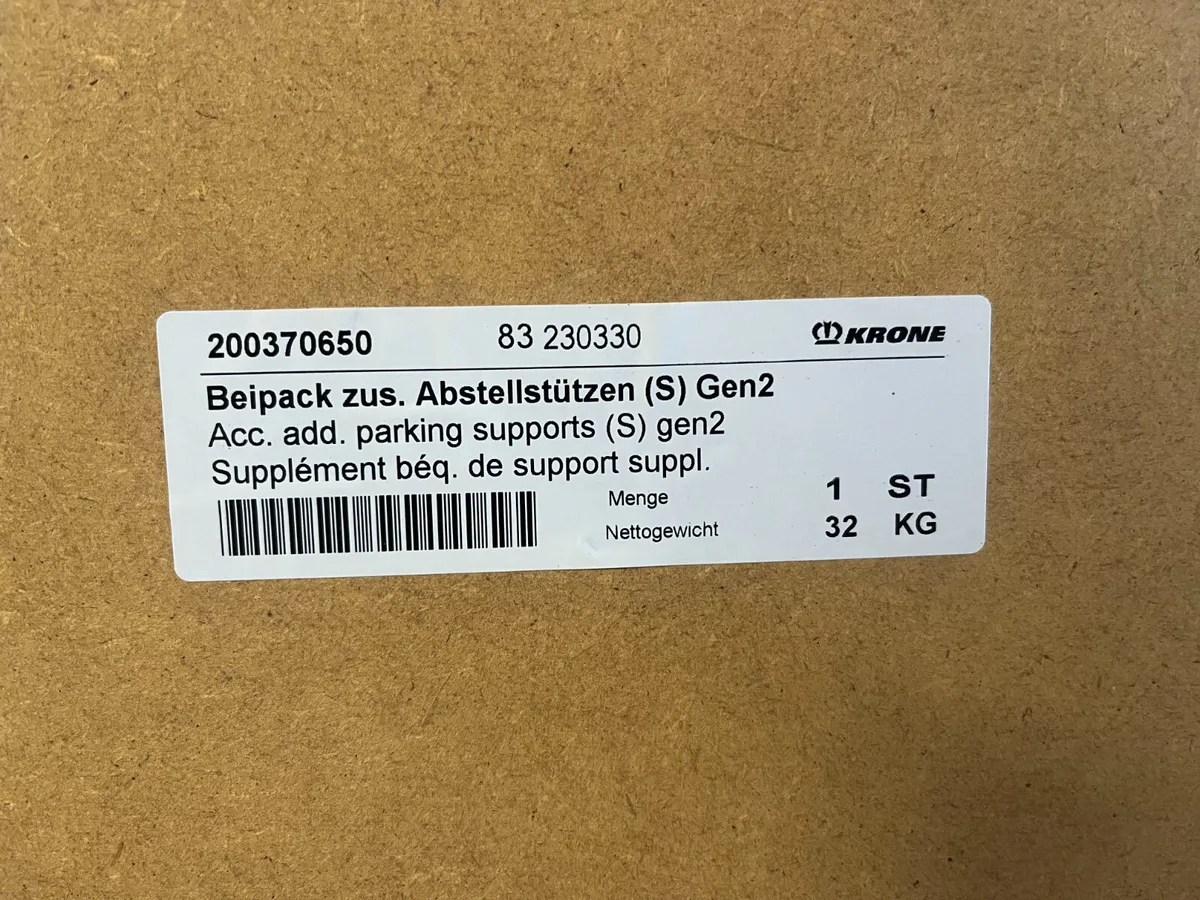 200370650 83 230330 KRONE
Beipack zus. Abstellstützen (S) Gen2
Acc. add. parking supports (S) gen2
Supplément béq. de support suppl.
Menge 1 ST
Nettogewicht 32 KG